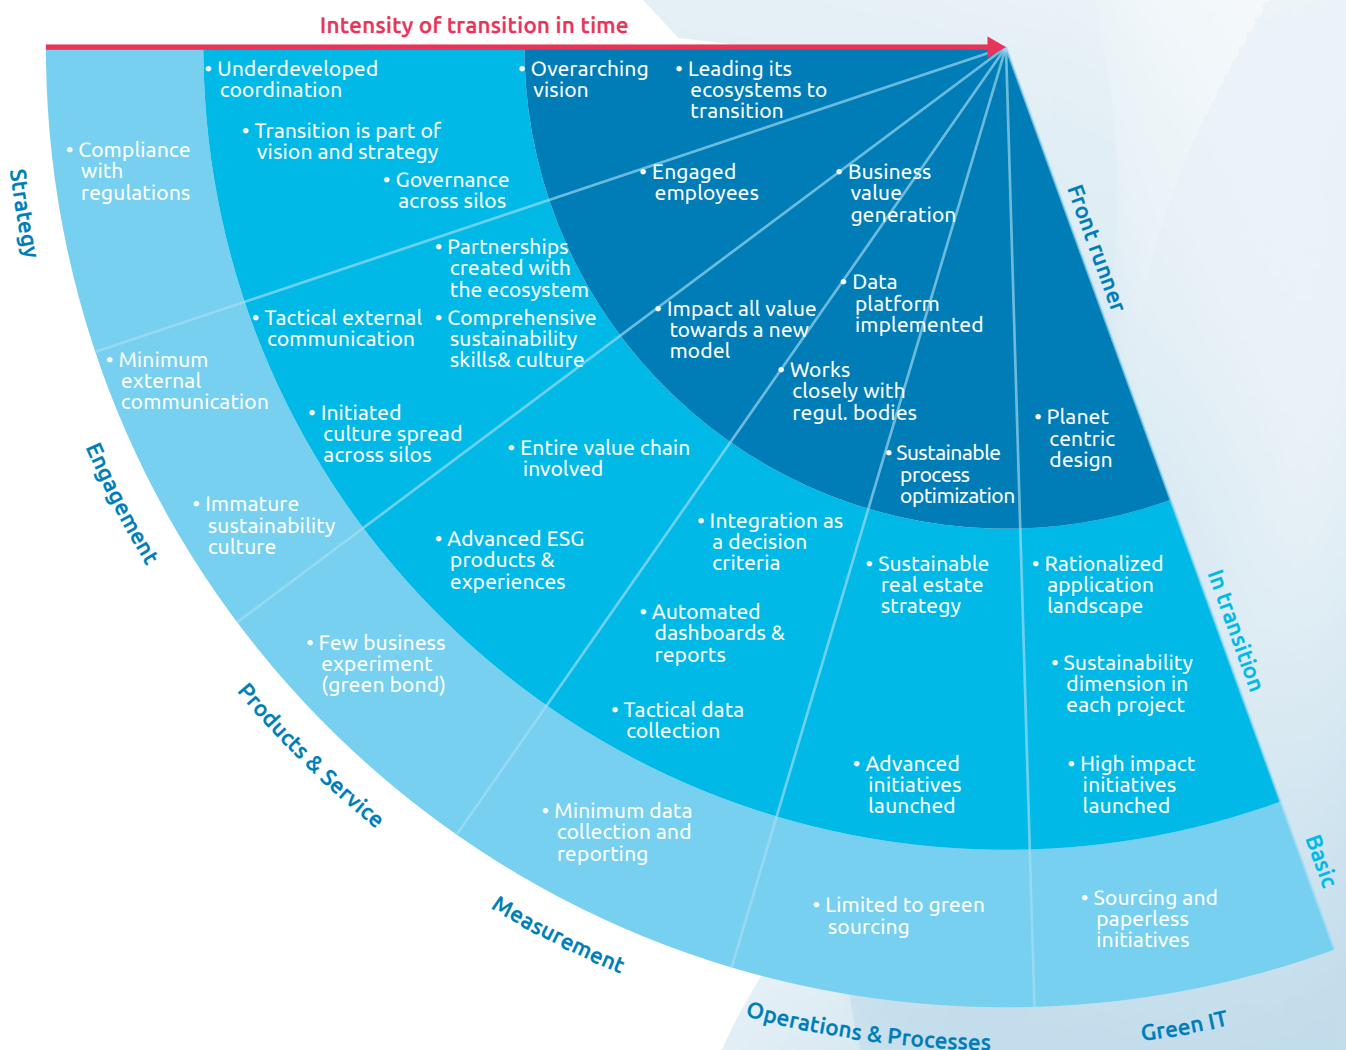 Intensity of transition in time
• Underdeveloped
coordination
• Transition is part of
vision and strategy
• Governance
across silos
• Overarching
vision
• Leading its
ecosystems to
transition
• Compliance
with
regulations
Strategy
• Engaged
employees
• Business
value
generation
Front runner
• Partnerships
created with
the ecosystem
• Tactical external
communication
• Comprehensive
sustainability
skills& culture
• Impact all value
towards a new
model
• Data
platform
implemented
• Minimum
external
communication
• Initiated
culture spread
across silos
• Works
closely with
regul. bodies
• Planet
centric
design
Engagement
• Immature
sustainability
culture
• Entire value chain
involved
• Sustainable
process
optimization
• Advanced ESG
products &
experiences
• Integration as
a decision
criteria
• Sustainable
real estate
strategy
• Rationalized
application
landscape
In transition
• Few business
experiment
(green bond)
• Automated
dashboards &
reports
• Sustainability
dimension in
each project
Products & Service
• Tactical data
collection
• Advanced
initiatives
launched
• High impact
initiatives
launched
• Minimum data
collection and
reporting
Basic
Measurement
• Limited to green
sourcing
• Sourcing and
paperless
initiatives
Operations & Processes
Green IT